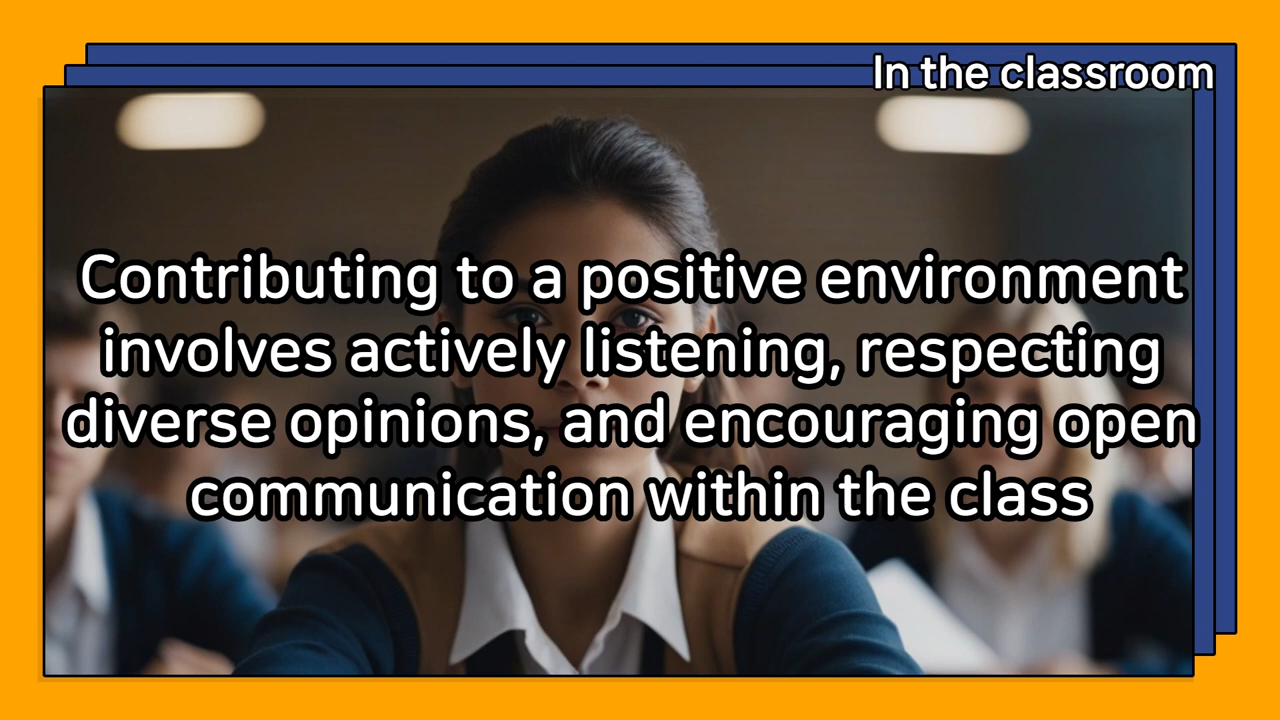 In the classroom
Contributing to a positive environment
involves actively listening, respecting
diverse opinions, and encouraging open
communication within the class